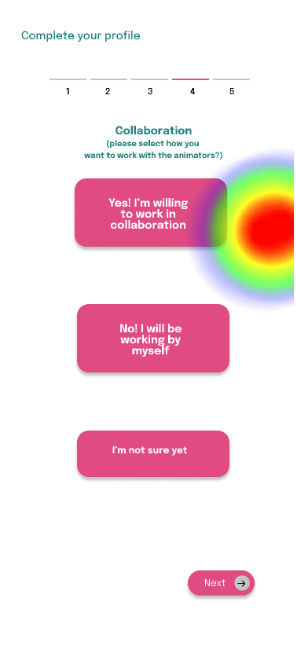 Complete your profile
1 2 3 4 5
Collaboration
(please select how you
want to work with the animators?)
Yes! I'm willing
to work in
collaboration
No! I will be
working by
myself
I'm not sure yet
Next